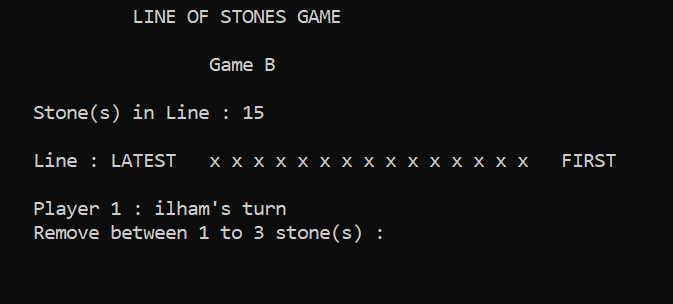 LINE OF STONES GAME
Game B
Stone(s) in Line : 15
Line : LATEST x x x x x x x x x x x x x x x FIRST
Player 1 : ilham's turn
Remove between 1 to 3 stone(s) :